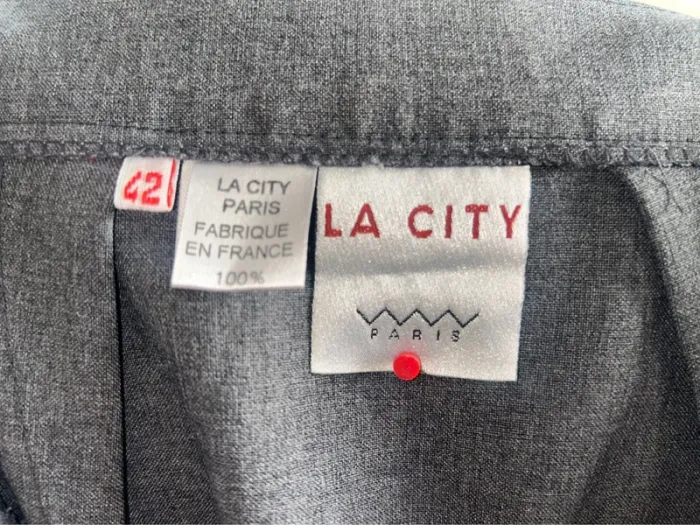 42
LA CITY
PARIS
FABRIQUE
EN FRANCE
100%
LA CITY
PARIS